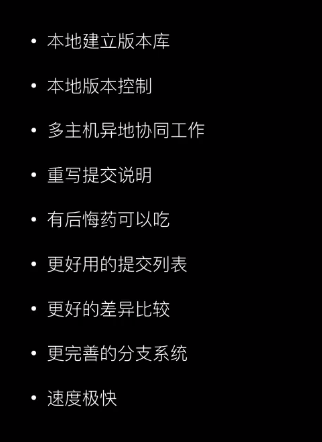 • 本地建立版本库
• 本地版本控制
• 多主机异地协同工作
• 重写提交说明
• 有后悔药可以吃
• 更好用的提交列表
• 更好的差异比较
• 更完善的分支系统
• 速度极快